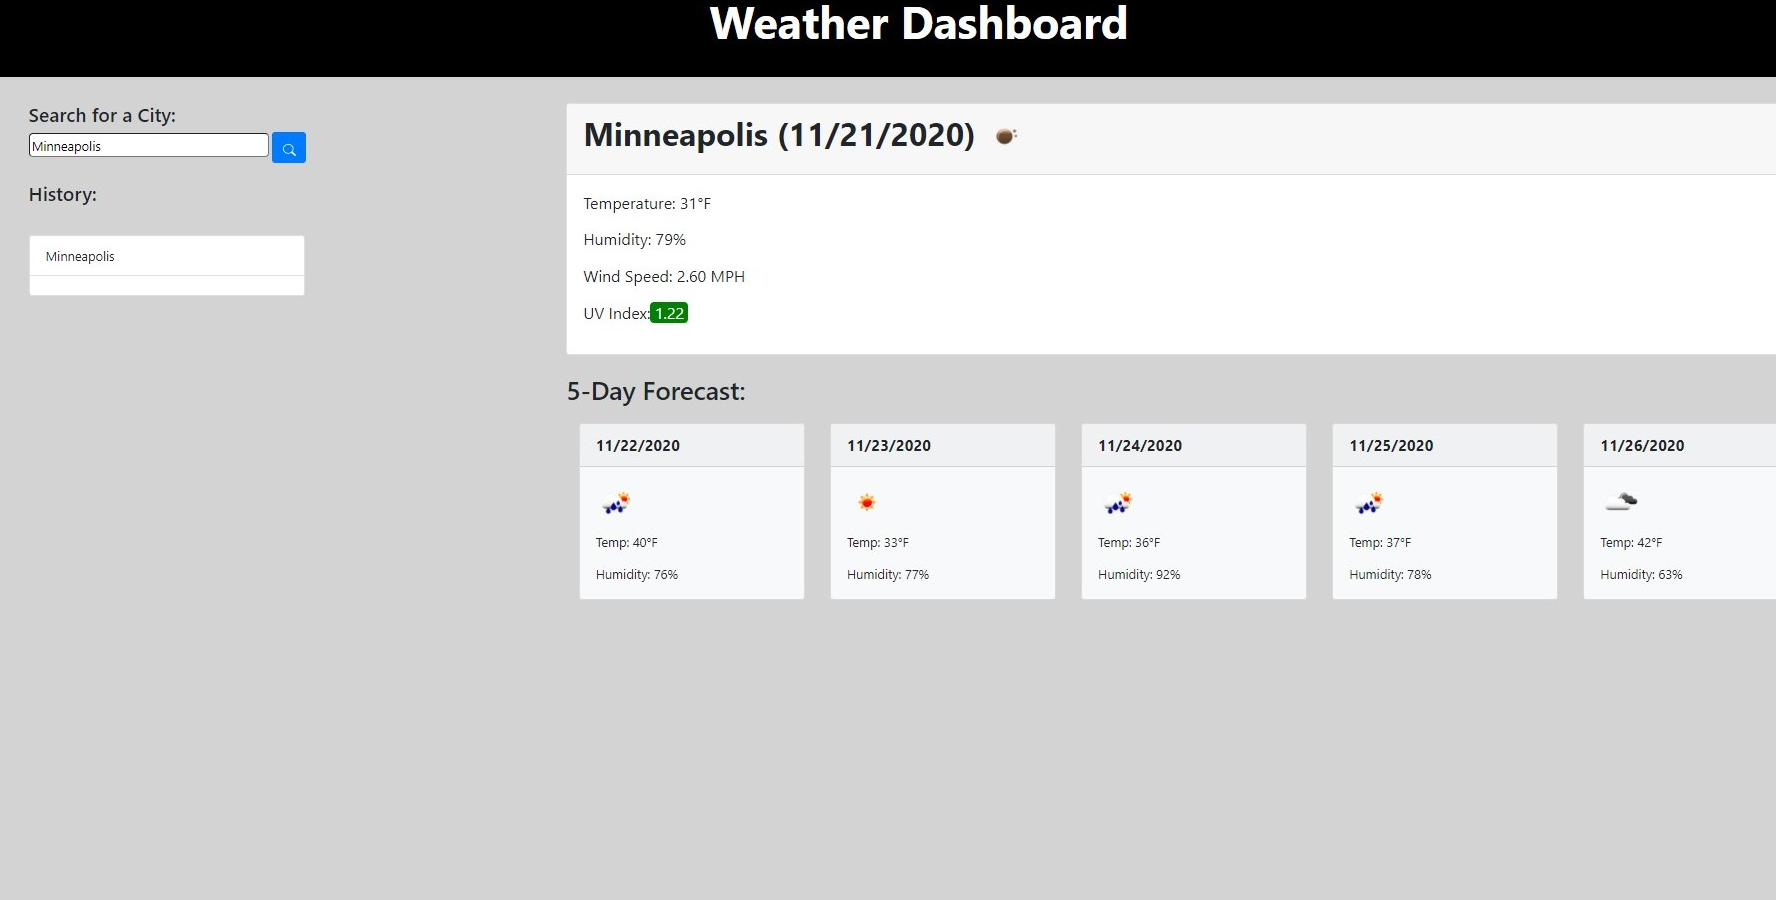 Weather Dashboard
Search for a City:
Minneapolis
History:
Minneapolis
Minneapolis (11/21/2020)
Temperature: 31°F
Humidity: 79%
Wind Speed: 2.60 MPH
UV Index: 1.22
5-Day Forecast:
11/22/2020
Temp: 40°F
Humidity: 76%
11/23/2020
Temp: 33°F
Humidity: 77%
11/24/2020
Temp: 36°F
Humidity: 92%
11/25/2020
Temp: 37°F
Humidity: 78%
11/26/2020
Temp: 42°F
Humidity: 63%